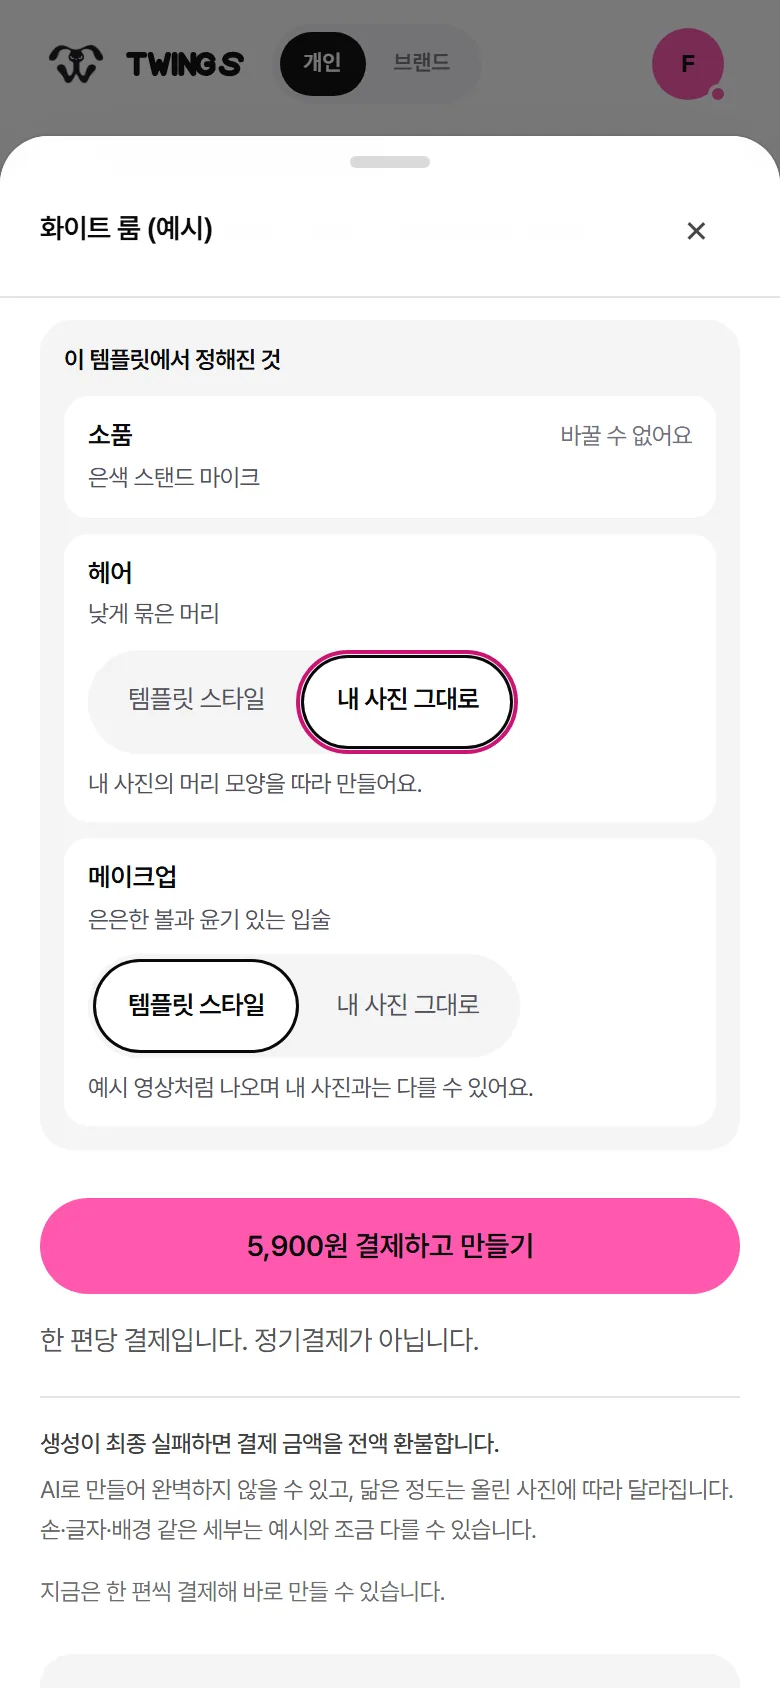 TWINGS
개인
브랜드
F
화이트 룸 (예시)
이 템플릿에서 정해진 것
소품
바꿀 수 없어요
은색 스탠드 마이크
헤어
낮게 묶은 머리
템플릿 스타일
내 사진 그대로
내 사진의 머리 모양을 따라 만들어요.
메이크업
은은한 볼과 윤기 있는 입술
템플릿 스타일
내 사진 그대로
예시 영상처럼 나오며 내 사진과는 다를 수 있어요.
5,900원 결제하고 만들기
한 편당 결제입니다. 정기결제가 아닙니다.
생성이 최종 실패하면 결제 금액을 전액 환불합니다.
AI로 만들어 완벽하지 않을 수 있고, 닮은 정도는 올린 사진에 따라 달라집니다.
손·글자·배경 같은 세부는 예시와 조금 다를 수 있습니다.
지금은 한 편씩 결제해 바로 만들 수 있습니다.